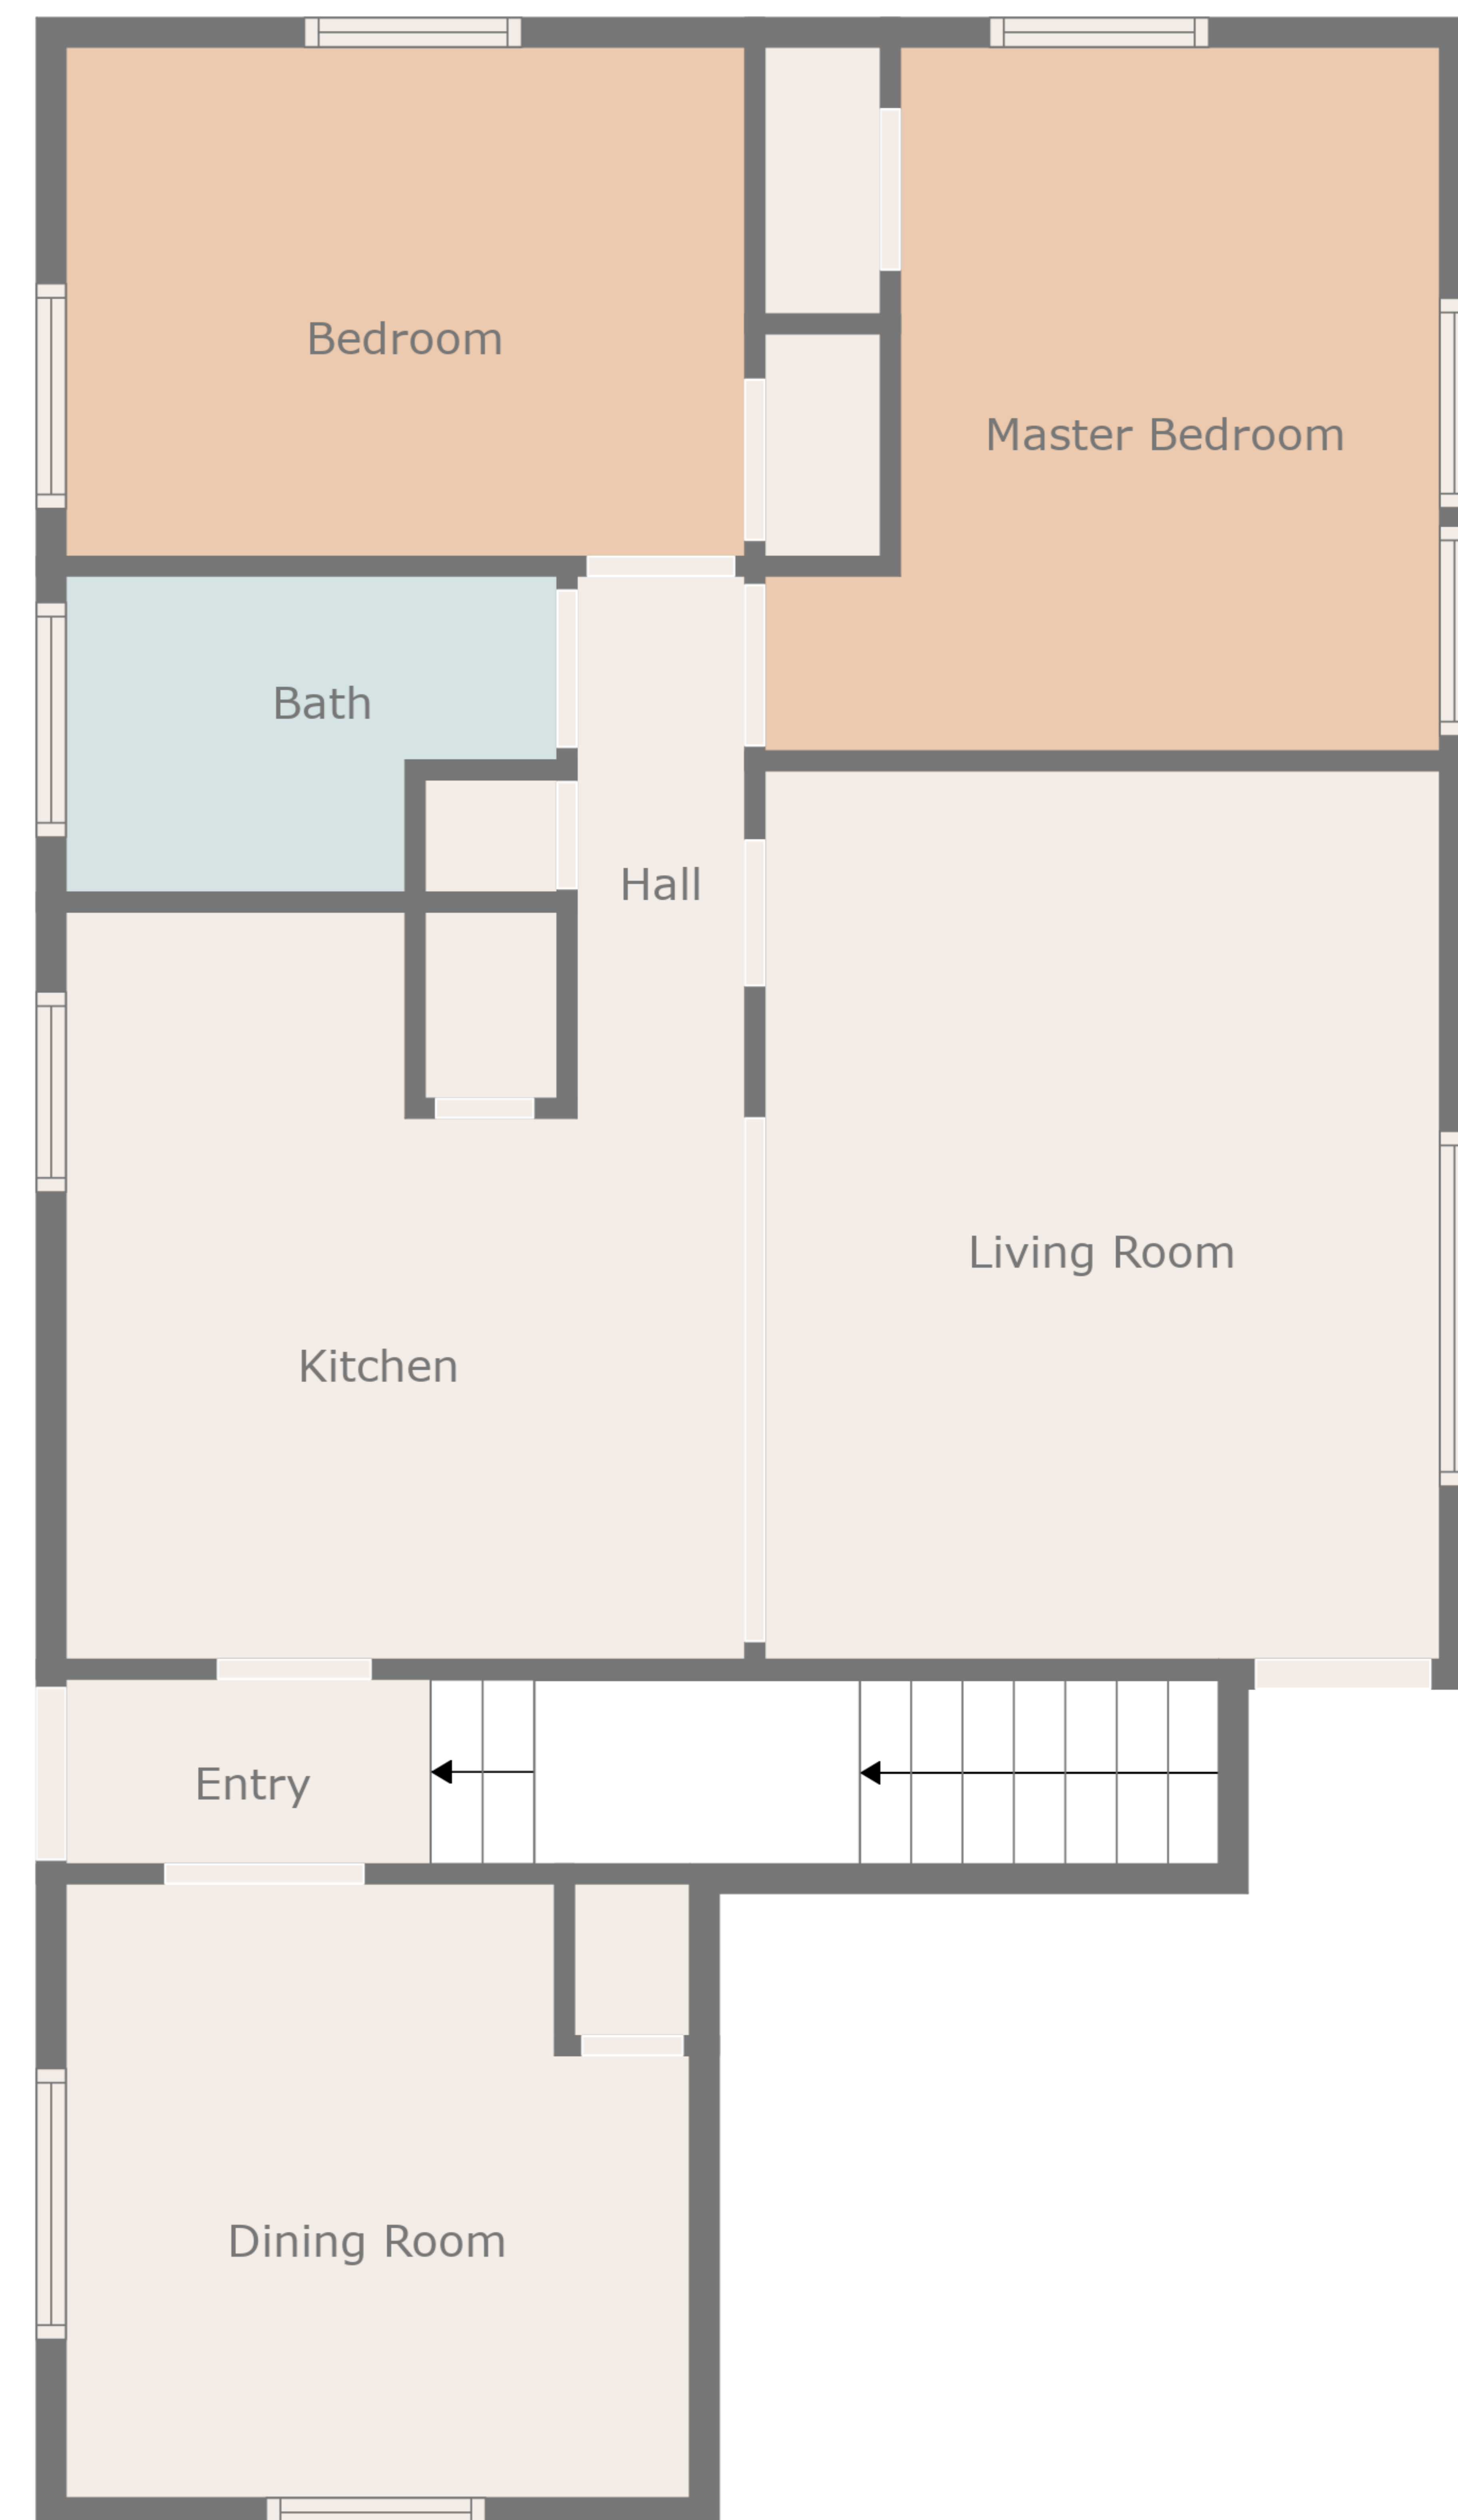 Bedroom
Master Bedroom
Bath
Hall
Living Room
Kitchen
Entry
Dining Room